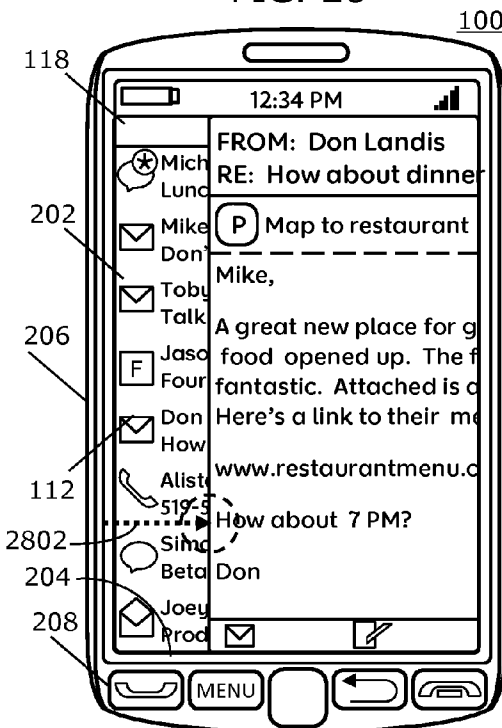 100
118
12:34 PM
Mich
Lunc
Mike
Don'
Toby
Talk
F Jaso
Four
Don
How
Alist
519-5
Simo
Beta
Joey
Prod
FROM: Don Landis
RE: How about dinner
P Map to restaurant
Mike,
A great new place for g
food opened up. The f
fantastic. Attached is a
Here's a link to their me
www.restaurantmenu.c
How about 7 PM?
Don
202
206
112
2802
204
208
MENU